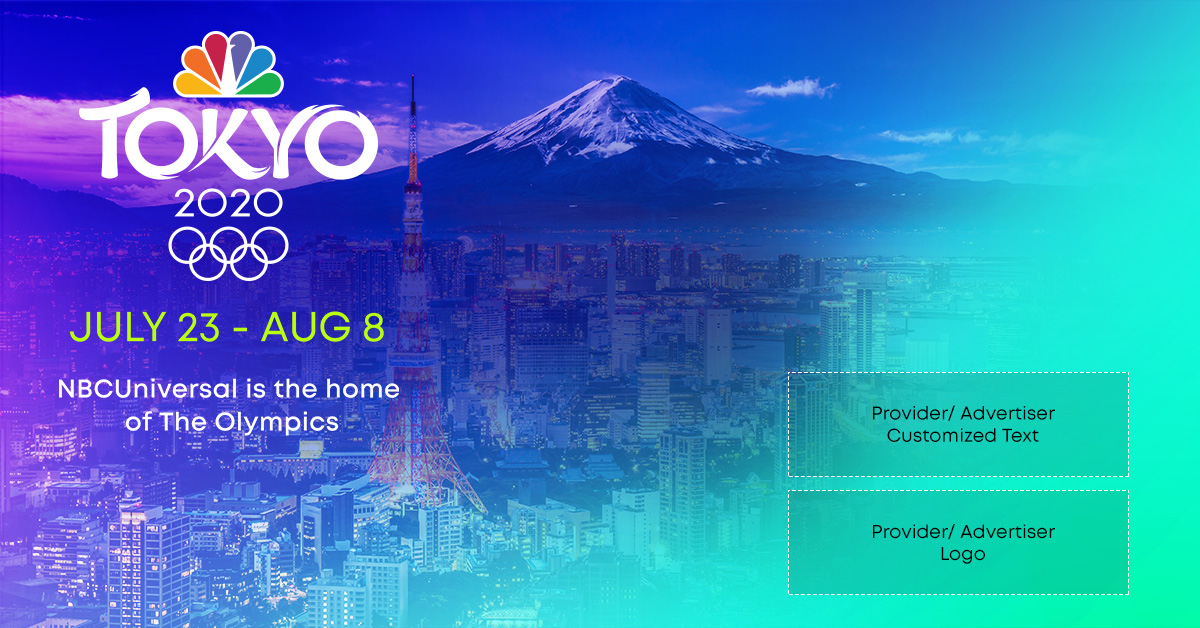 TOKYO
2020
JULY 23 - AUG 8
NBCUniversal is the home
of The Olympics
Provider/ Advertiser
Customized Text
Provider/ Advertiser
Logo